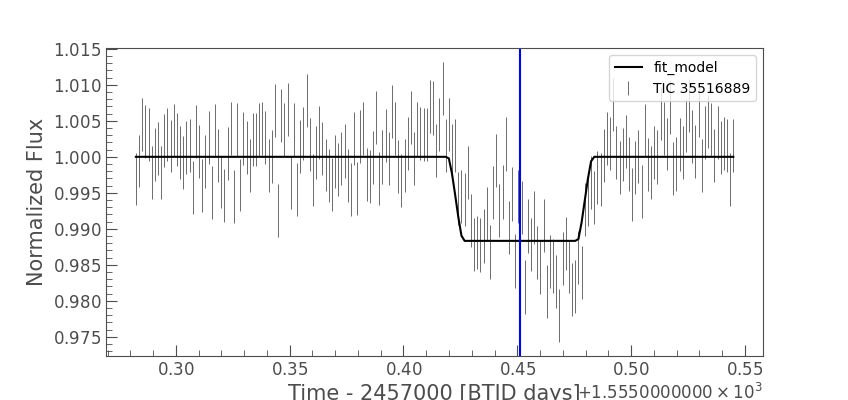 1.015
1.010
1.005
1.000
0.995
0.990
0.985
0.980
0.975
Normalized Flux
fit_model
TIC 35516889
0.30 0.35 0.40 0.45 0.50 0.55
Time - 2457000 [BTJD days]
+1.5550000000 × 10³